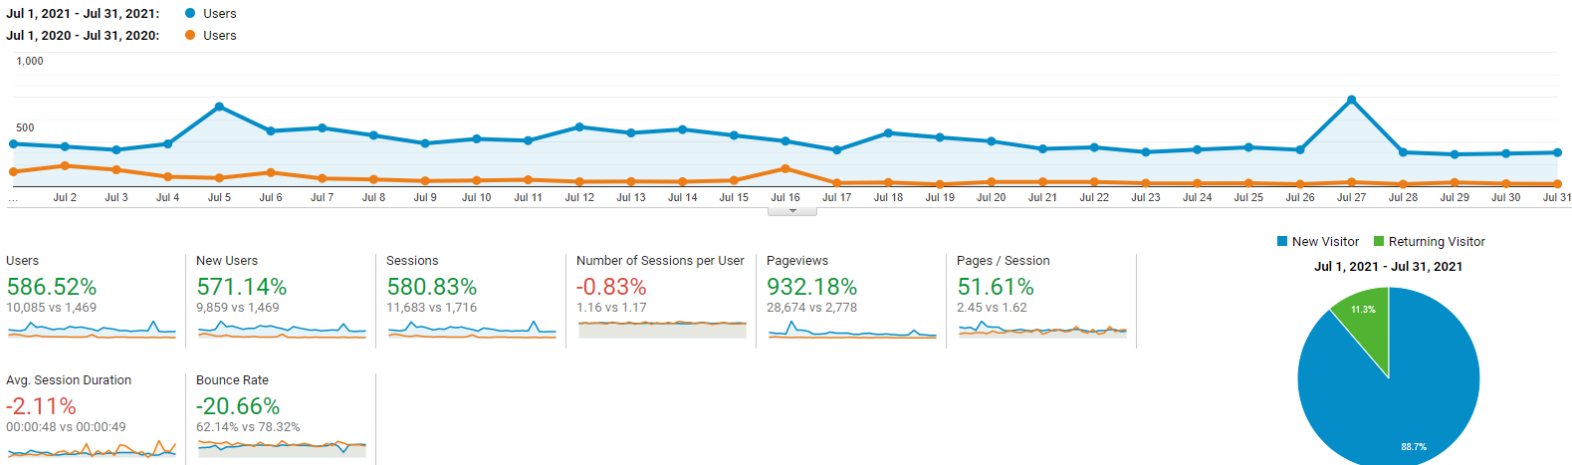 Jul 1, 2021 - Jul 31, 2021: Users
Jul 1, 2020 - Jul 31, 2020: Users
1,000
500
... Jul 2 Jul 3 Jul 4 Jul 5 Jul 6 Jul 7 Jul 8 Jul 9 Jul 10 Jul 11 Jul 12 Jul 13 Jul 14 Jul 15 Jul 16 Jul 17 Jul 18 Jul 19 Jul 20 Jul 21 Jul 22 Jul 23 Jul 24 Jul 25 Jul 26 Jul 27 Jul 28 Jul 29 Jul 30 Jul 31
Users
586.52%
10,085 vs 1,469
New Users
571.14%
9,859 vs 1,469
Sessions
580.83%
11,683 vs 1,716
Number of Sessions per User
-0.83%
1.16 vs 1.17
Pageviews
932.18%
28,674 vs 2,778
Pages / Session
51.61%
2.45 vs 1.62
Avg. Session Duration
-2.11%
00:00:48 vs 00:00:49
Bounce Rate
-20.66%
62.14% vs 78.32%
New Visitor Returning Visitor
Jul 1, 2021 - Jul 31, 2021
11.3%
88.7%